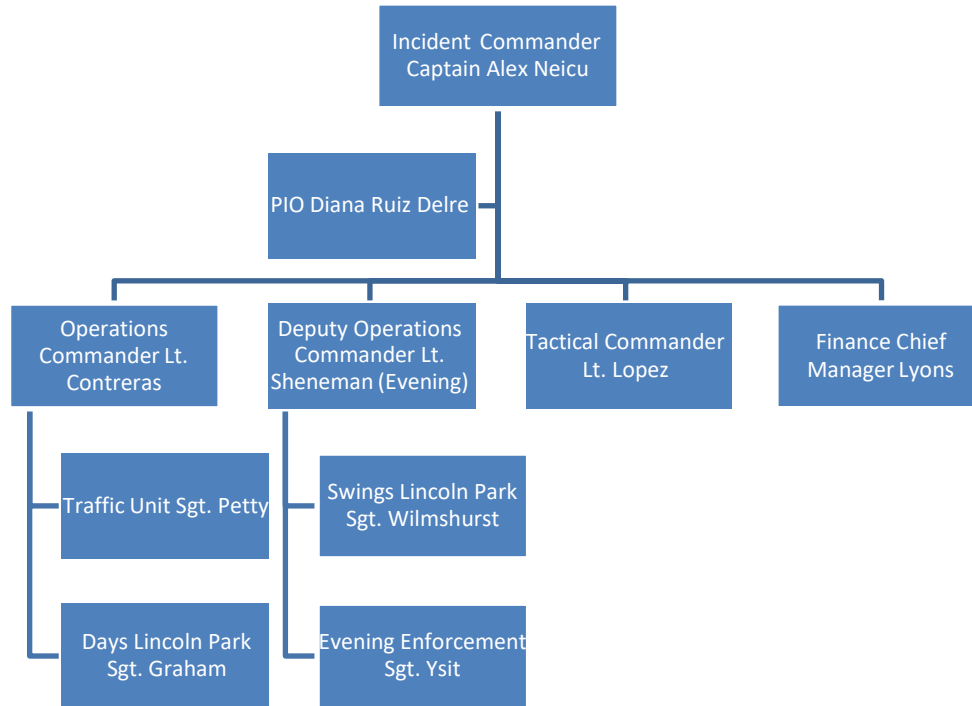 Incident Commander
Captain Alex Neicu
PIO Diana Ruiz Delre
Operations
Commander Lt.
Contreras
Deputy Operations
Commander Lt.
Sheneman (Evening)
Tactical Commander
Lt. Lopez
Finance Chief
Manager Lyons
Traffic Unit Sgt. Petty
Swings Lincoln Park
Sgt. Wilmshurst
Days Lincoln Park
Sgt. Graham
Evening Enforcement
Sgt. Ysit